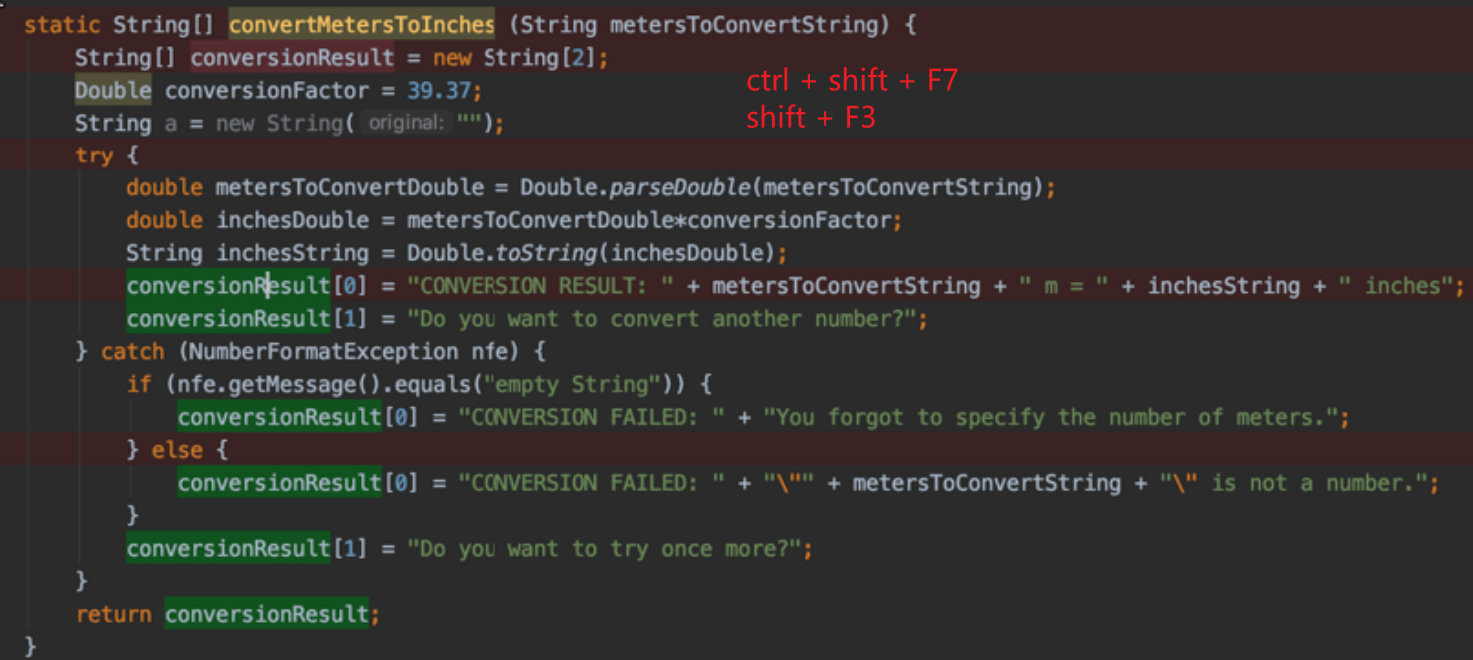 static String[] convertMetersToInches (String metersToConvertString) {
String[] conversionResult = new String[2];
Double conversionFactor = 39.37;
ctrl + shift + F7
String a = new String( original: "");
shift + F3
try {
double metersToConvertDouble = Double.parseDouble(metersToConvertString);
double inchesDouble = metersToConvertDouble*conversionFactor;
String inchesString = Double.toString(inchesDouble);
conversionResult[0] = "CONVERSION RESULT: " + metersToConvertString + " m = " + inchesString + " inches";
conversionResult[1] = "Do you want to convert another number?";
} catch (NumberFormatException nfe) {
if (nfe.getMessage().equals("empty String")) {
conversionResult[0] = "CONVERSION FAILED: " + "You forgot to specify the number of meters.";
} else {
conversionResult[0] = "CONVERSION FAILED: " + "\"" + metersToConvertString + "\" is not a number.";
}
conversionResult[1] = "Do you want to try once more?";
}
return conversionResult;
}